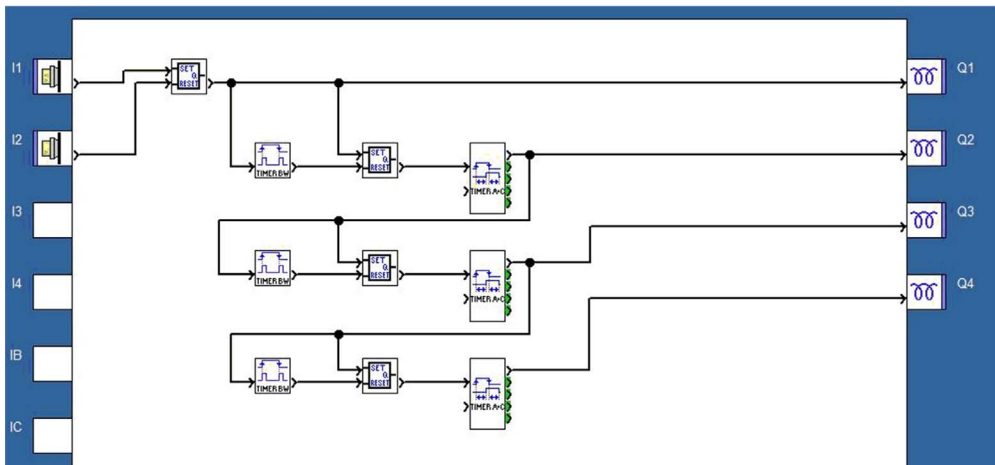 I1
SET
Q
RESET
Q1
I2
TIMER BW
SET
Q
RESET
TIMER A+C
Q2
I3
Q3
TIMER BW
SET
Q
RESET
TIMER A+C
I4
Q4
IB
TIMER BW
SET
Q
RESET
TIMER A+C
IC